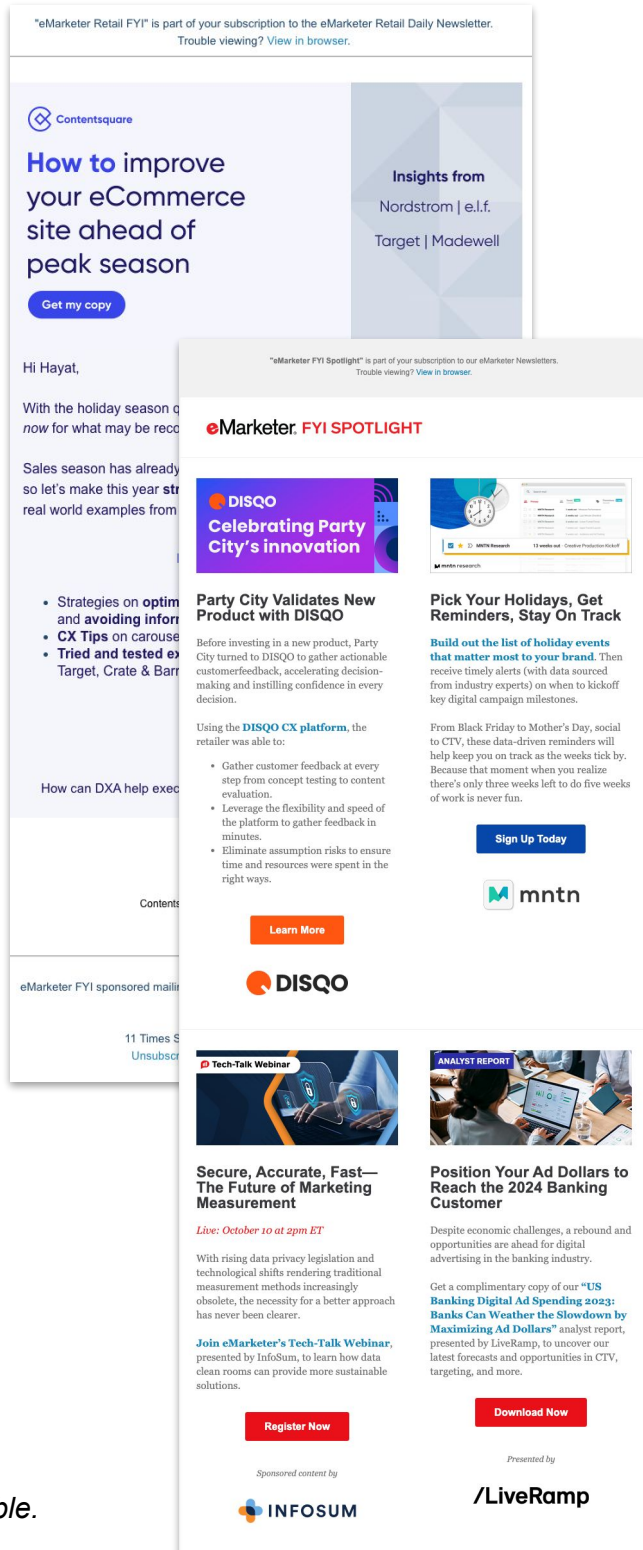 "eMarketer Retail FYI" is part of your subscription to the eMarketer Retail Daily Newsletter.
Trouble viewing? View in browser.
Contentsquare
How to improve
your eCommerce
site ahead of
peak season
Get my copy
Insights from
Nordstrom | e.l.f.
Target | Madewell
Hi Hayat,
With the holiday season
now for what may be
Sales season has already
so let's make this year
real world examples from
• Strategies on
and avoiding
• CX Tips on
• Tried and tested
Target, Crate &
How can DXA help
eMarketer FYI sponsored
11 Times
"eMarketer FYI Spotlight" is part of your subscription to our eMarketer Newsletters.
Trouble viewing? View in browser.
eMarketer. FYI SPOTLIGHT
DISQO
Celebrating Party
City's innovation
Party City Validates New
Product with DISQO
Before investing in a new product, Party
City turned to DISQO to gather actionable
customerfeedback, accelerating decision-
making and instilling confidence in every
decision.
Using the DISQO CX platform, the
retailer was able to:
• Gather customer feedback at every
step from concept testing to content
evaluation.
• Leverage the flexibility and speed of
the platform to gather feedback in
minutes.
• Eliminate assumption risks to ensure
time and resources were spent in the
right ways.
Learn More
DISQO
MNTN Research
13 weeks out
Creative Production Kickoff
mntn research
Pick Your Holidays, Get
Reminders, Stay On Track
Build out the list of holiday events
that matter most to your brand. Then
receive timely alerts (with data sourced
from industry experts) on when to kickoff
key digital campaign milestones.
From Black Friday to Mother's Day, social
to CTV, these data-driven reminders will
help keep you on track as the weeks tick by.
Because that moment when you realize
there's only three weeks left to do five weeks
of work is never fun.
Sign Up Today
mntn
Tech-Talk Webinar
Secure, Accurate, Fast—
The Future of Marketing
Measurement
Live: October 10 at 2pm ET
With rising data privacy legislation and
technological shifts rendering traditional
measurement methods increasingly
obsolete, the necessity for a better approach
has never been clearer.
Join eMarketer's Tech-Talk Webinar,
presented by InfoSum, to learn how data
clean rooms can provide more sustainable
solutions.
Register Now
Sponsored content by
INFOSUM
ANALYST REPORT
Position Your Ad Dollars to
Reach the 2024 Banking
Customer
Despite economic challenges, a rebound and
opportunities are ahead for digital
advertising in the banking industry.
Get a complimentary copy of our "US
Banking Digital Ad Spending 2023:
Banks Can Weather the Slowdown by
Maximizing Ad Dollars" analyst report,
presented by LiveRamp, to uncover our
latest forecasts and opportunities in CTV,
targeting, and more.
Download Now
Presented by
/LiveRamp